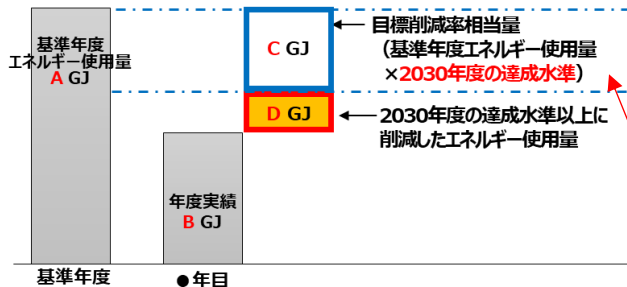 基準年度
エネルギー使用量
A GJ
C GJ
目標削減率相当量
（基準年度エネルギー使用量
×2030年度の達成水準）
D GJ
2030年度の達成水準以上に
削減したエネルギー使用量
年度実績
B GJ
基準年度
●年目